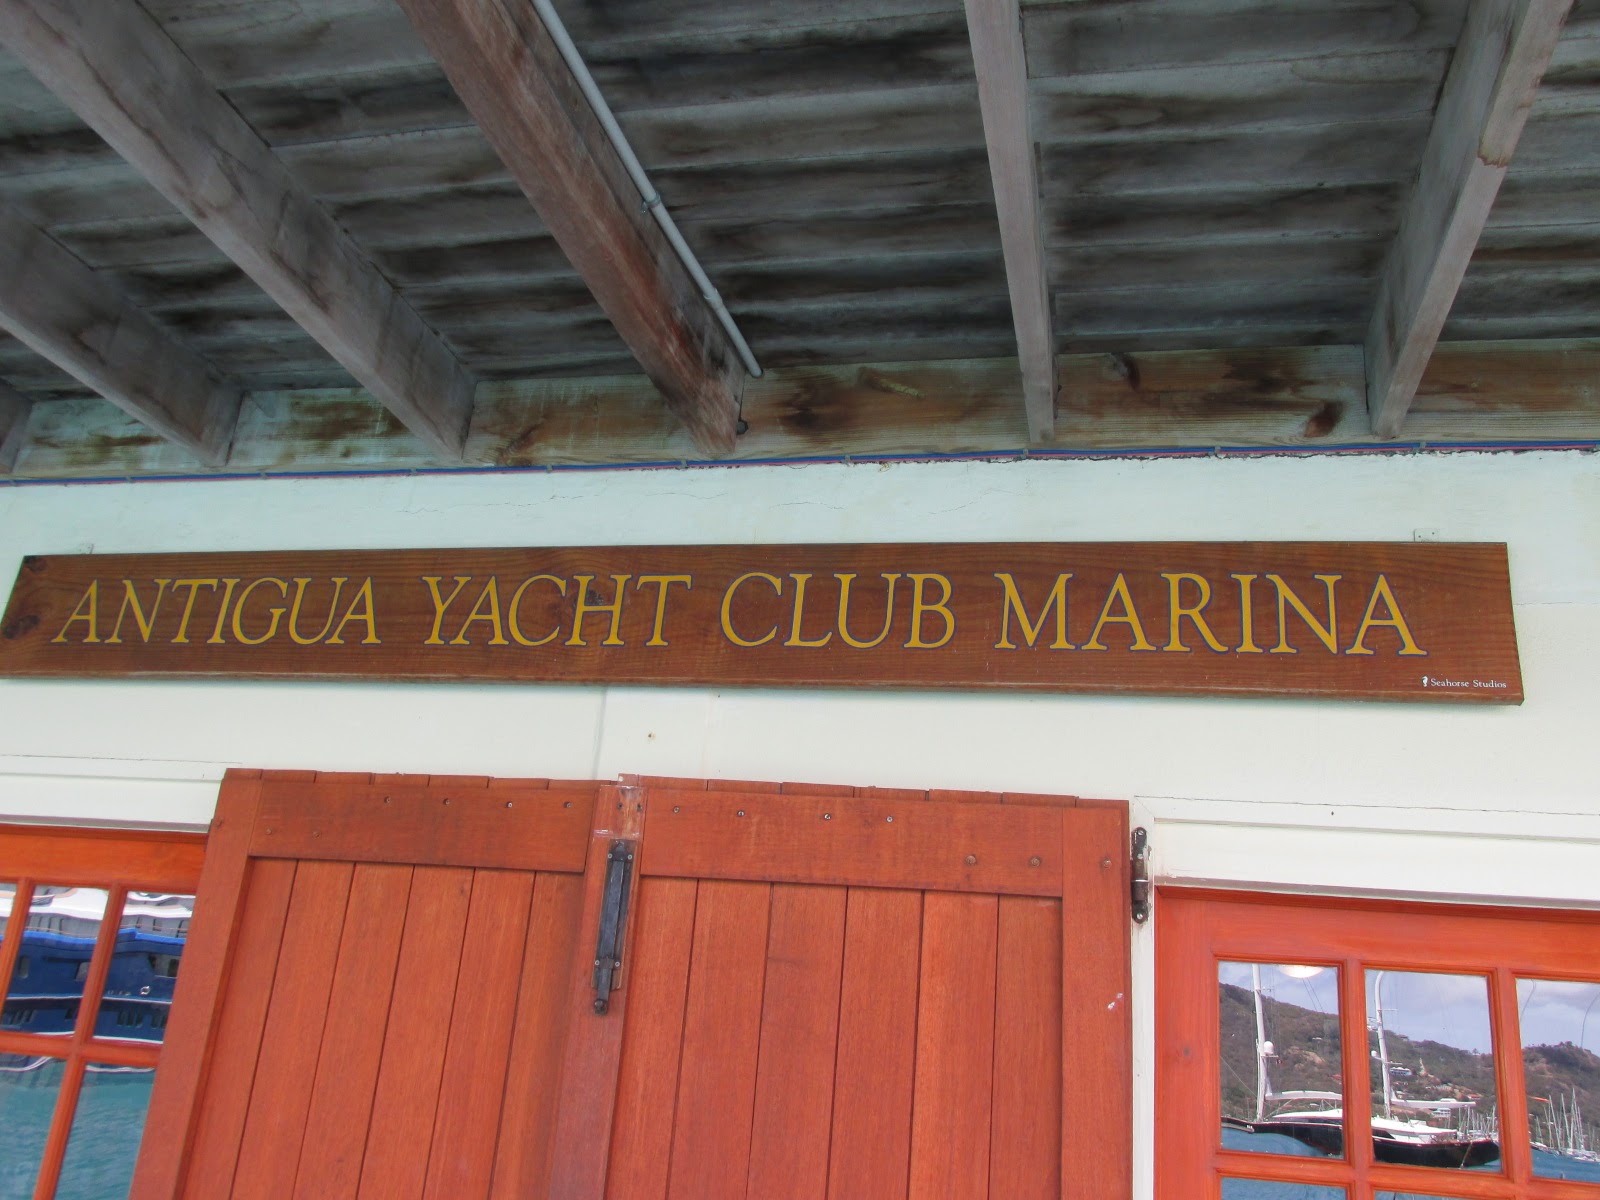 ANTIGUA YACHT CLUB MARINA
Seahorse Studios